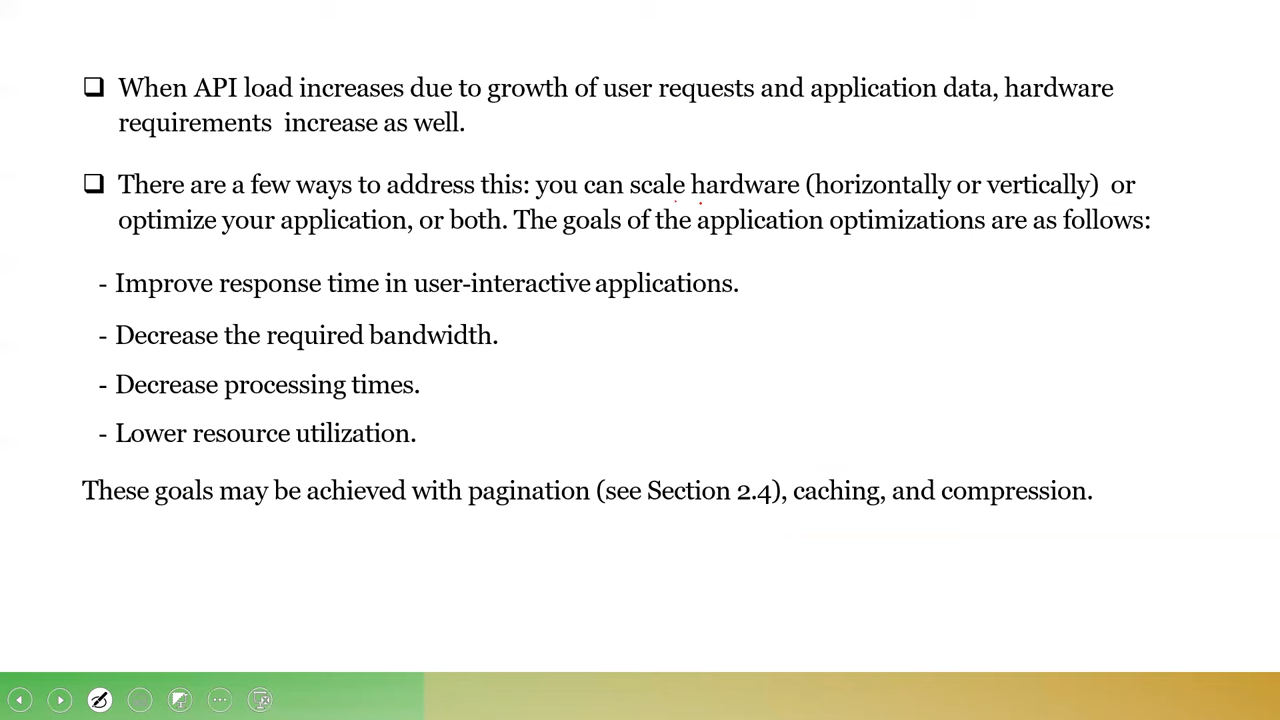 When API load increases due to growth of user requests and application data, hardware
requirements increase as well.
There are a few ways to address this: you can scale hardware (horizontally or vertically) or
optimize your application, or both. The goals of the application optimizations are as follows:
- Improve response time in user-interactive applications.
- Decrease the required bandwidth.
- Decrease processing times.
- Lower resource utilization.
These goals may be achieved with pagination (see Section 2.4), caching, and compression.